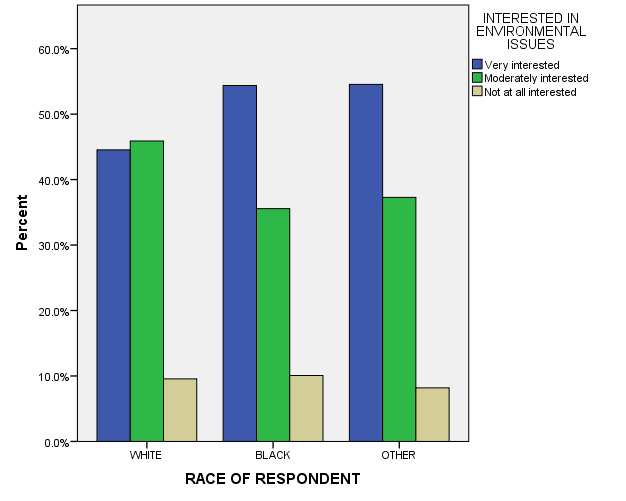 INTERESTED IN
ENVIRONMENTAL
ISSUES
Very interested
Moderately interested
Not at all interested
60.0%
50.0%
40.0%
30.0%
20.0%
10.0%
0.0%
Percent
WHITE
BLACK
OTHER
RACE OF RESPONDENT